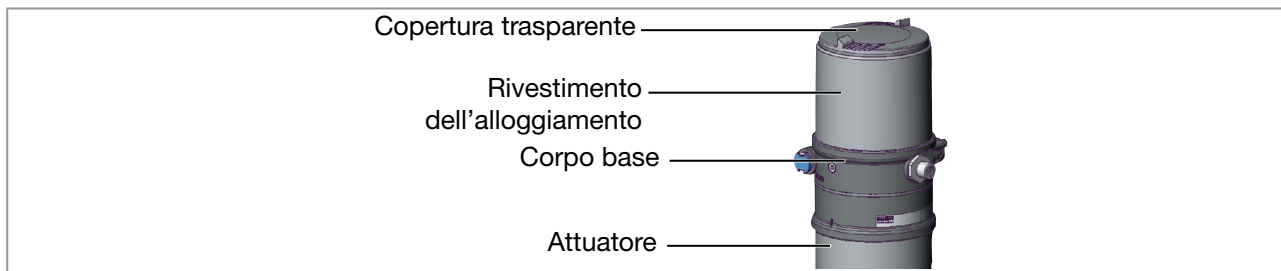 Copertura trasparente
Rivestimento
dell’alloggiamento
Corpo base
Attuatore